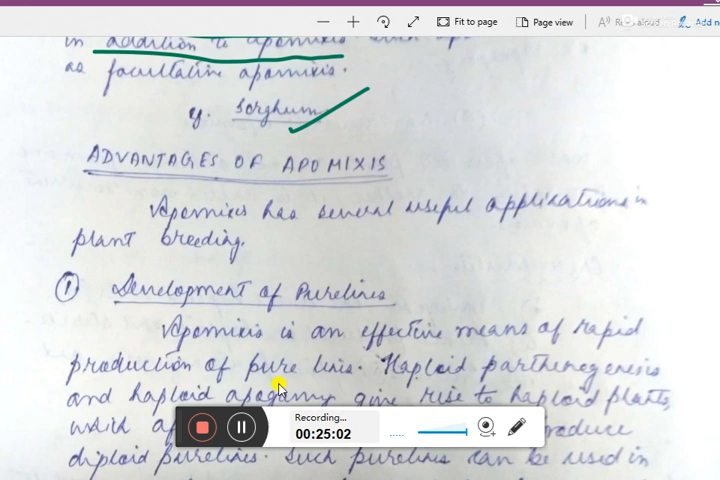 Fit to page Page view
in addition to apomixis
as facultative apomixis.
eg. Sorghum
ADVANTAGES OF APOMIXIS
Apomixis has several useful applications in
plant breeding.
① Development of Purelines
Apomixis is an effective means of rapid
production of pure lines. Haploid parthenogenesis
and haploid apogamy give rise to haploid plants,
Recording...
00:25:02
diploid purelines. Such purelines can be used in